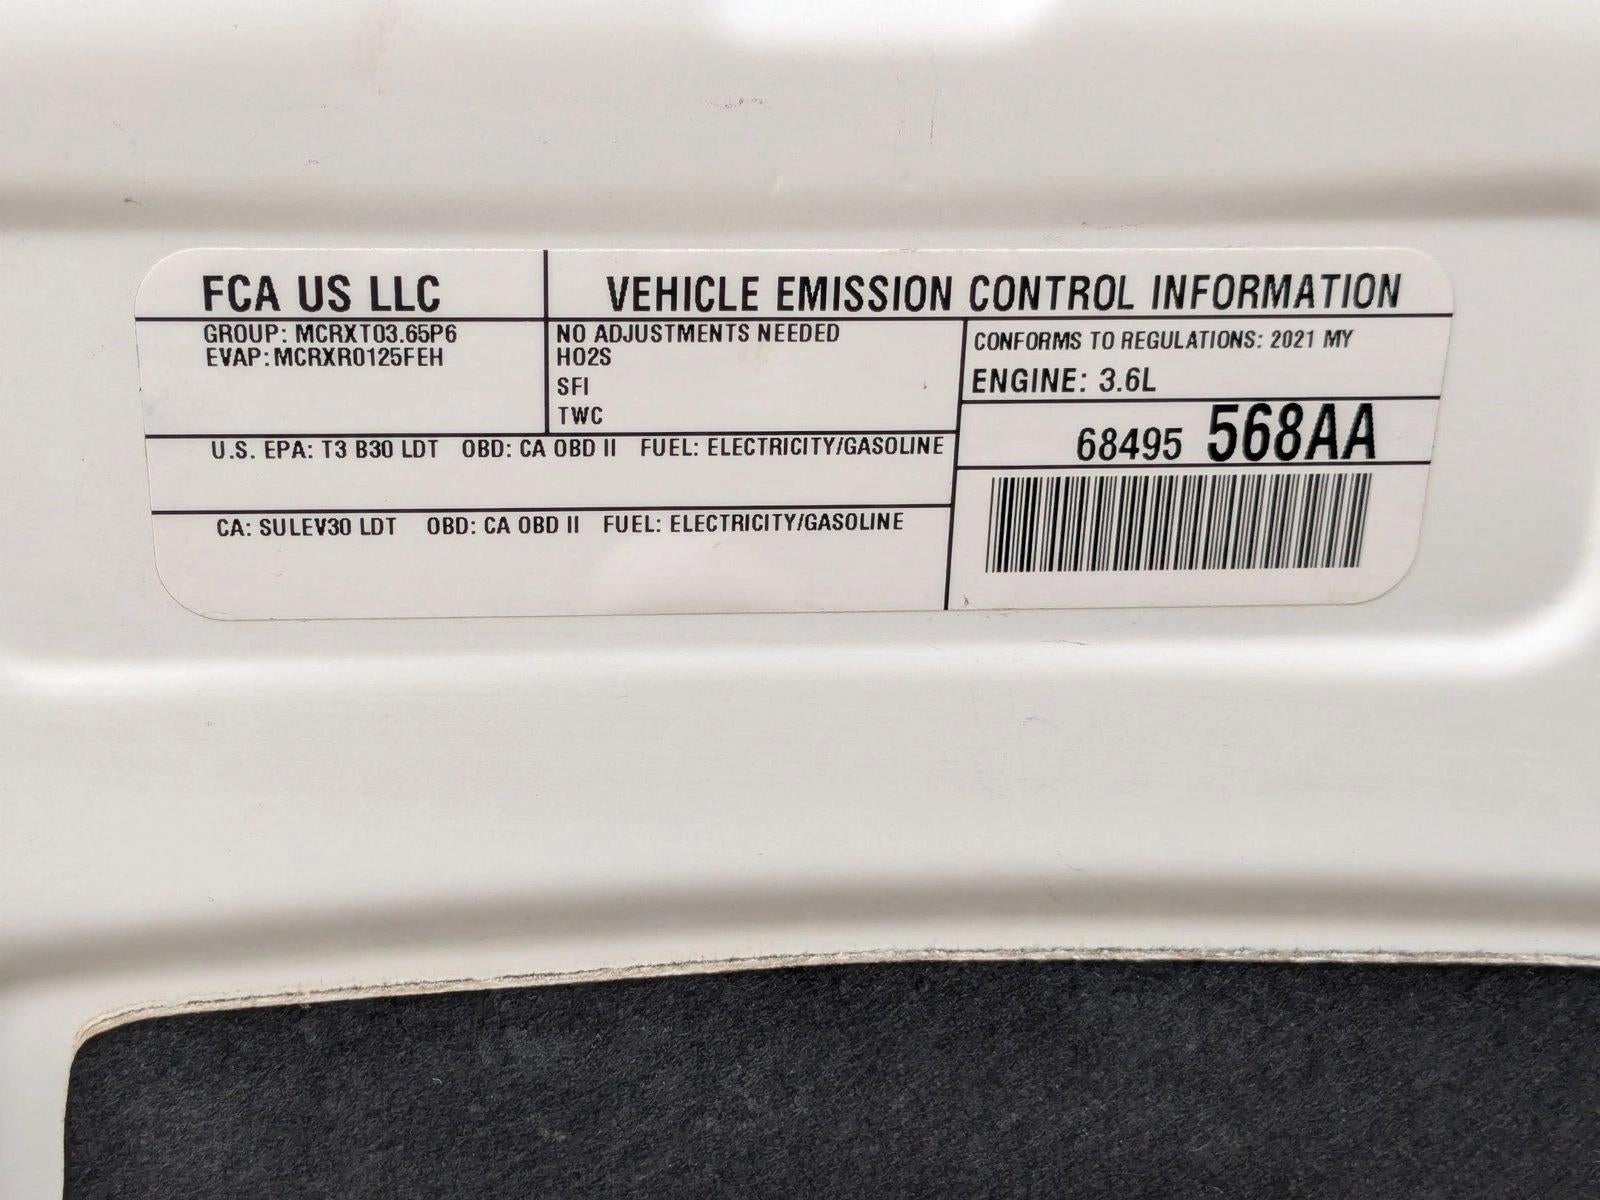 FCA US LLC
VEHICLE EMISSION CONTROL INFORMATION
GROUP: MCRXT03.65P6
EVAP: MCRXR0125FEH
NO ADJUSTMENTS NEEDED
HO2S
SFI
TWC
CONFORMS TO REGULATIONS: 2021 MY
ENGINE: 3.6L
68495 568AA
U.S. EPA: T3 B30 LDT OBD: CA OBD II FUEL: ELECTRICITY/GASOLINE
CA: SULEV30 LDT OBD: CA OBD II FUEL: ELECTRICITY/GASOLINE